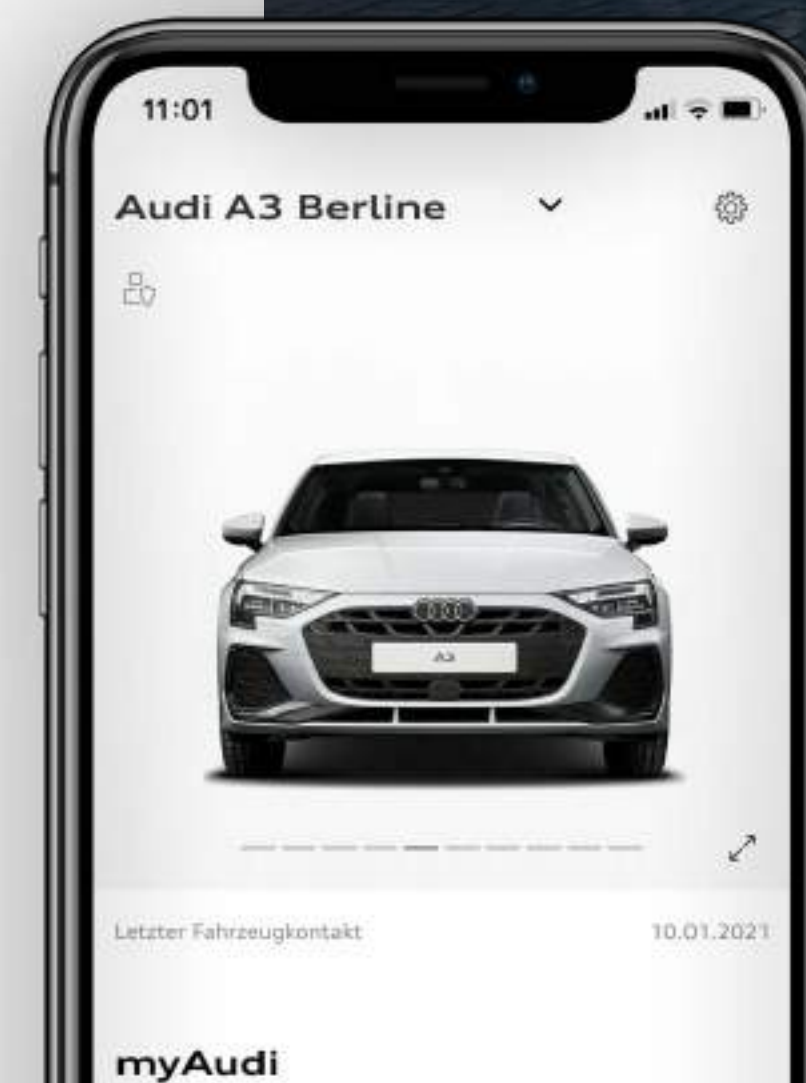 11:01
Audi A3 Berline
A3
Letzter Fahrzeugkontakt 10.01.2021
myAudi